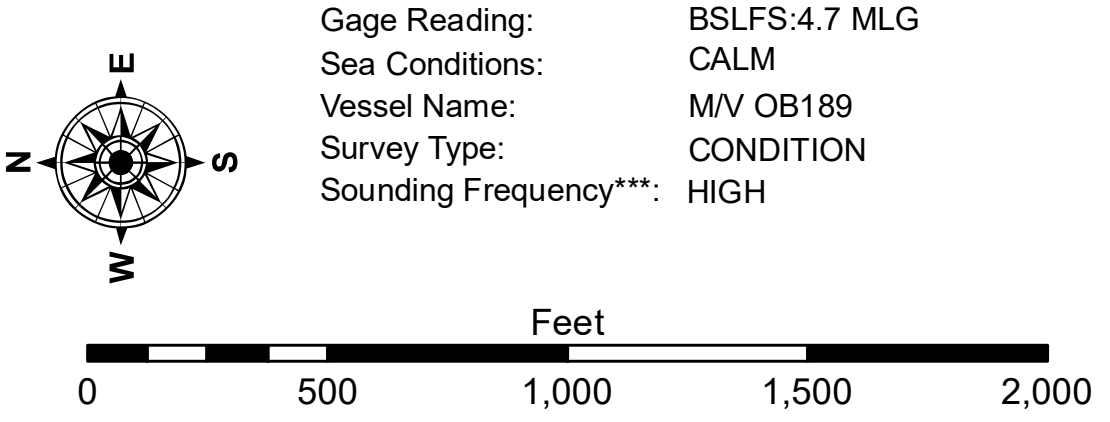 Gage Reading: BSLFS:4.7 MLG
Sea Conditions: CALM
Vessel Name: M/V OB189
Survey Type: CONDITION
Sounding Frequency***: HIGH
E
N S
W
Feet
0 500 1,000 1,500 2,000